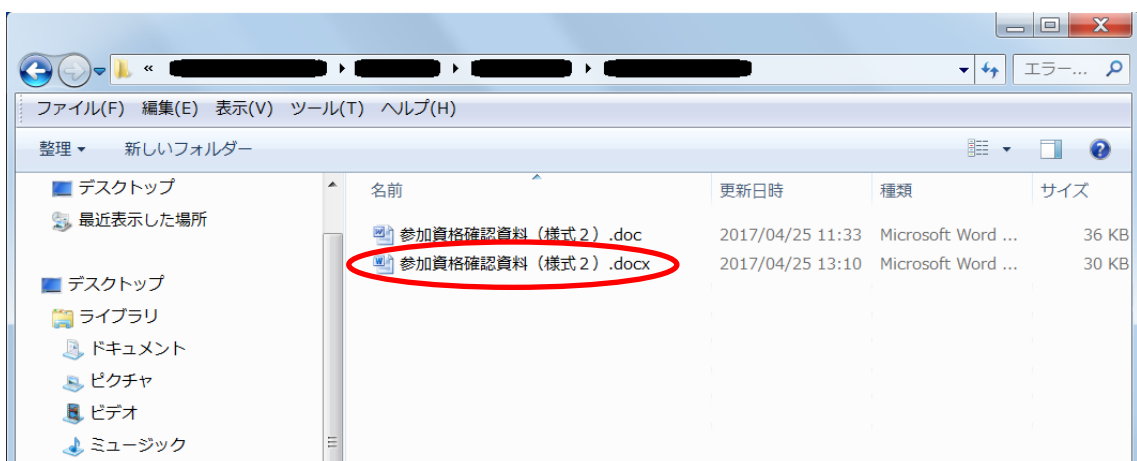 «
エラー...
ファイル(F) 編集(E) 表示(V) ツール(T) ヘルプ(H)
整理 新しいフォルダー
デスクトップ
最近表示した場所
デスクトップ
ライブラリ
ドキュメント
ピクチャ
ビデオ
ミュージック
名前 更新日時 種類 サイズ
参加資格確認資料（様式２）.doc 2017/04/25 11:33 Microsoft Word ... 36 KB
参加資格確認資料（様式２）.docx 2017/04/25 13:10 Microsoft Word ... 30 KB